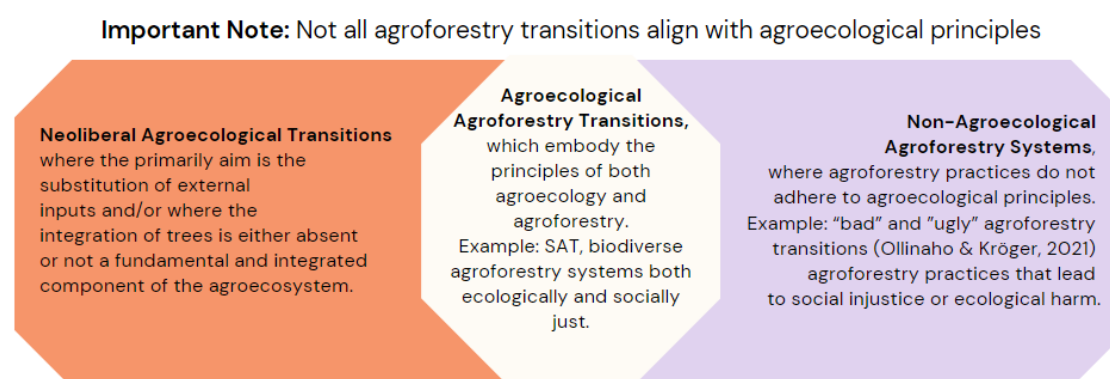 Important Note: Not all agroforestry transitions align with agroecological principles
Neoliberal Agroecological Transitions
where the primarily aim is the
substitution of external
inputs and/or where the
integration of trees is either absent
or not a fundamental and integrated
component of the agroecosystem.
Agroecological
Agroforestry Transitions,
which embody the
principles of both
agroecology and
agroforestry.
Example: SAT, biodiverse
agroforestry systems both
ecologically and socially
just.
Non-Agroecological
Agroforestry Systems,
where agroforestry practices do not
adhere to agroecological principles.
Example: “bad” and ”ugly” agroforestry
transitions (Ollinaho & Kröger, 2021)
agroforestry practices that lead
to social injustice or ecological harm.